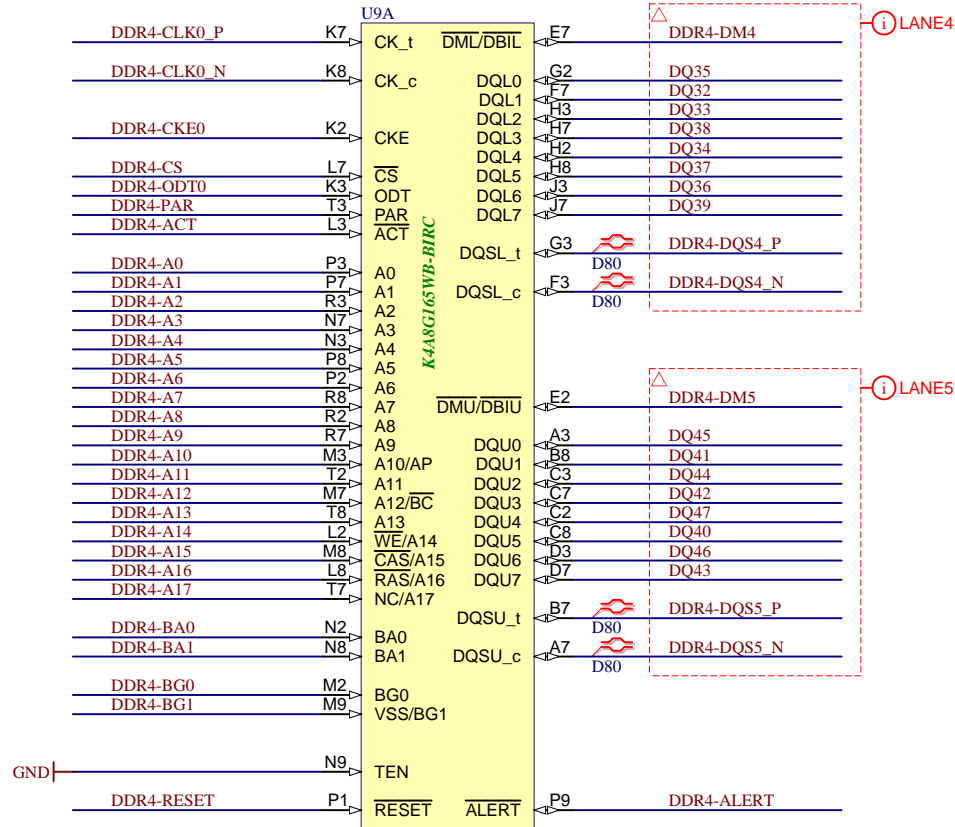 U9A
DDR4-CLK0_P K7 CK_t DML/DBIL E7 DDR4-DM4 i LANE4
DDR4-CLK0_N K8 CK_c DQL0 G2 DQ35
DQL1 F7 DQ32
DQL2 H3 DQ33
DDR4-CKE0 K2 CKE DQL3 H7 DQ38
DQL4 H2 DQ34
DDR4-CS L7 CS DQL5 H8 DQ37
DDR4-ODT0 K3 ODT DQL6 J3 DQ36
DDR4-PAR T3 PAR DQL7 J7 DQ39
DDR4-ACT L3 ACT
DQSL_t G3 D80 DDR4-DQS4_P
DDR4-A0 P3 A0
DDR4-A1 P7 A1 DQSL_c F3 D80 DDR4-DQS4_N
DDR4-A2 R3 A2
DDR4-A3 N7 A3
DDR4-A4 N3 A4
DDR4-A5 P8 A5
DDR4-A6 P2 A6
K4A8G165WB-BIRC
DDR4-A7 R8 A7 DMU/DBIU E2 DDR4-DM5 i LANE5
DDR4-A8 R2 A8
DDR4-A9 R7 A9 DQU0 A3 DQ45
DDR4-A10 M3 A10/AP DQU1 B8 DQ41
DDR4-A11 T2 A11 DQU2 C3 DQ44
DDR4-A12 M7 A12/BC DQU3 C7 DQ42
DDR4-A13 T8 A13 DQU4 C2 DQ47
DDR4-A14 L2 WE/A14 DQU5 C8 DQ40
DDR4-A15 M8 CAS/A15 DQU6 D3 DQ46
DDR4-A16 L8 RAS/A16 DQU7 D7 DQ43
DDR4-A17 T7 NC/A17
DQSU_t B7 D80 DDR4-DQS5_P
DDR4-BA0 N2 BA0
DDR4-BA1 N8 BA1 DQSU_c A7 D80 DDR4-DQS5_N
DDR4-BG0 M2 BG0
DDR4-BG1 M9 VSS/BG1
GND N9 TEN
DDR4-RESET P1 RESET ALERT P9 DDR4-ALERT